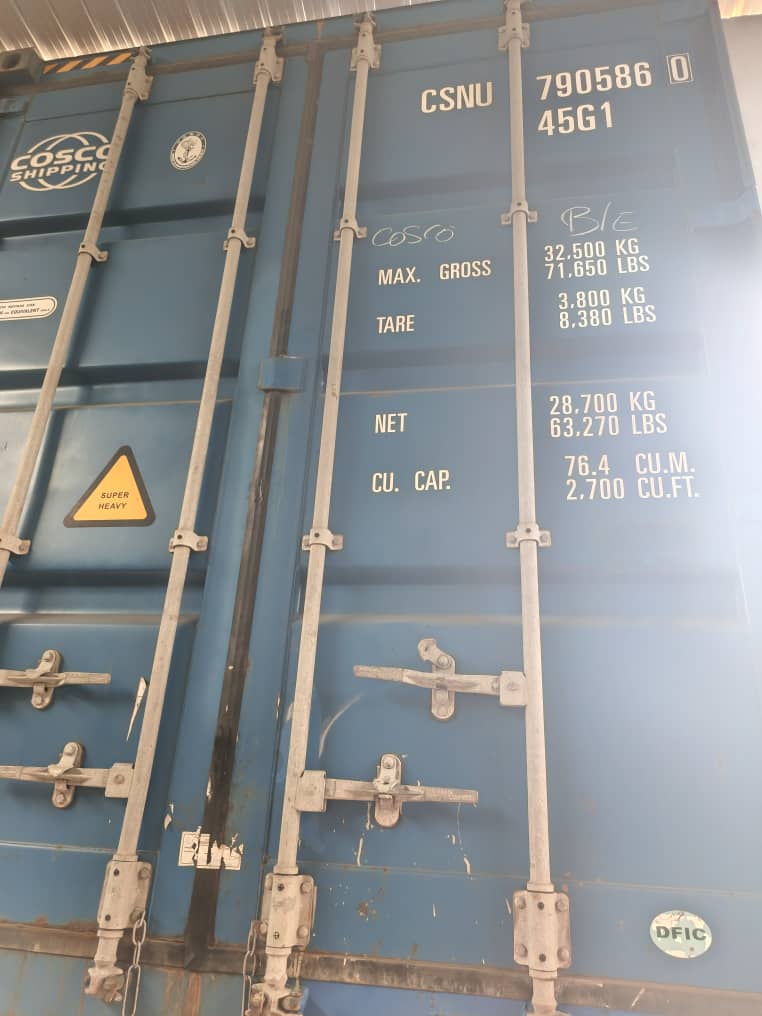 CSNU 790586 0
45G1
COSCO
SHIPPING
COSCO B/E
MAX. GROSS 32,500 KG
71,650 LBS
TARE 3,800 KG
8,380 LBS
NET 28,700 KG
63,270 LBS
CU. CAP. 76.4 CU.M.
2,700 CU.FT.
OR EQUIVALENT
SUPER
HEAVY
DFIC